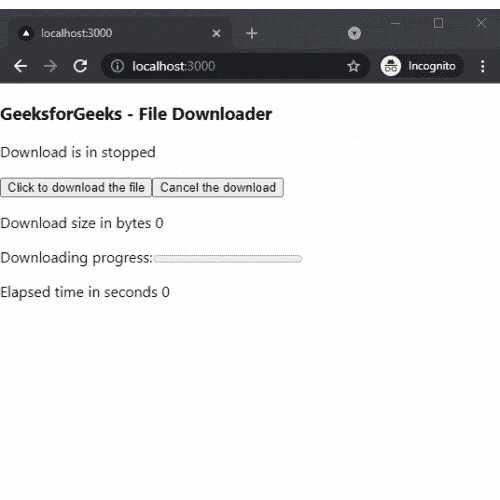 localhost:3000
localhost:3000
Incognito
GeeksforGeeks - File Downloader
Download is in stopped
Click to download the file Cancel the download
Download size in bytes 0
Downloading progress:
Elapsed time in seconds 0